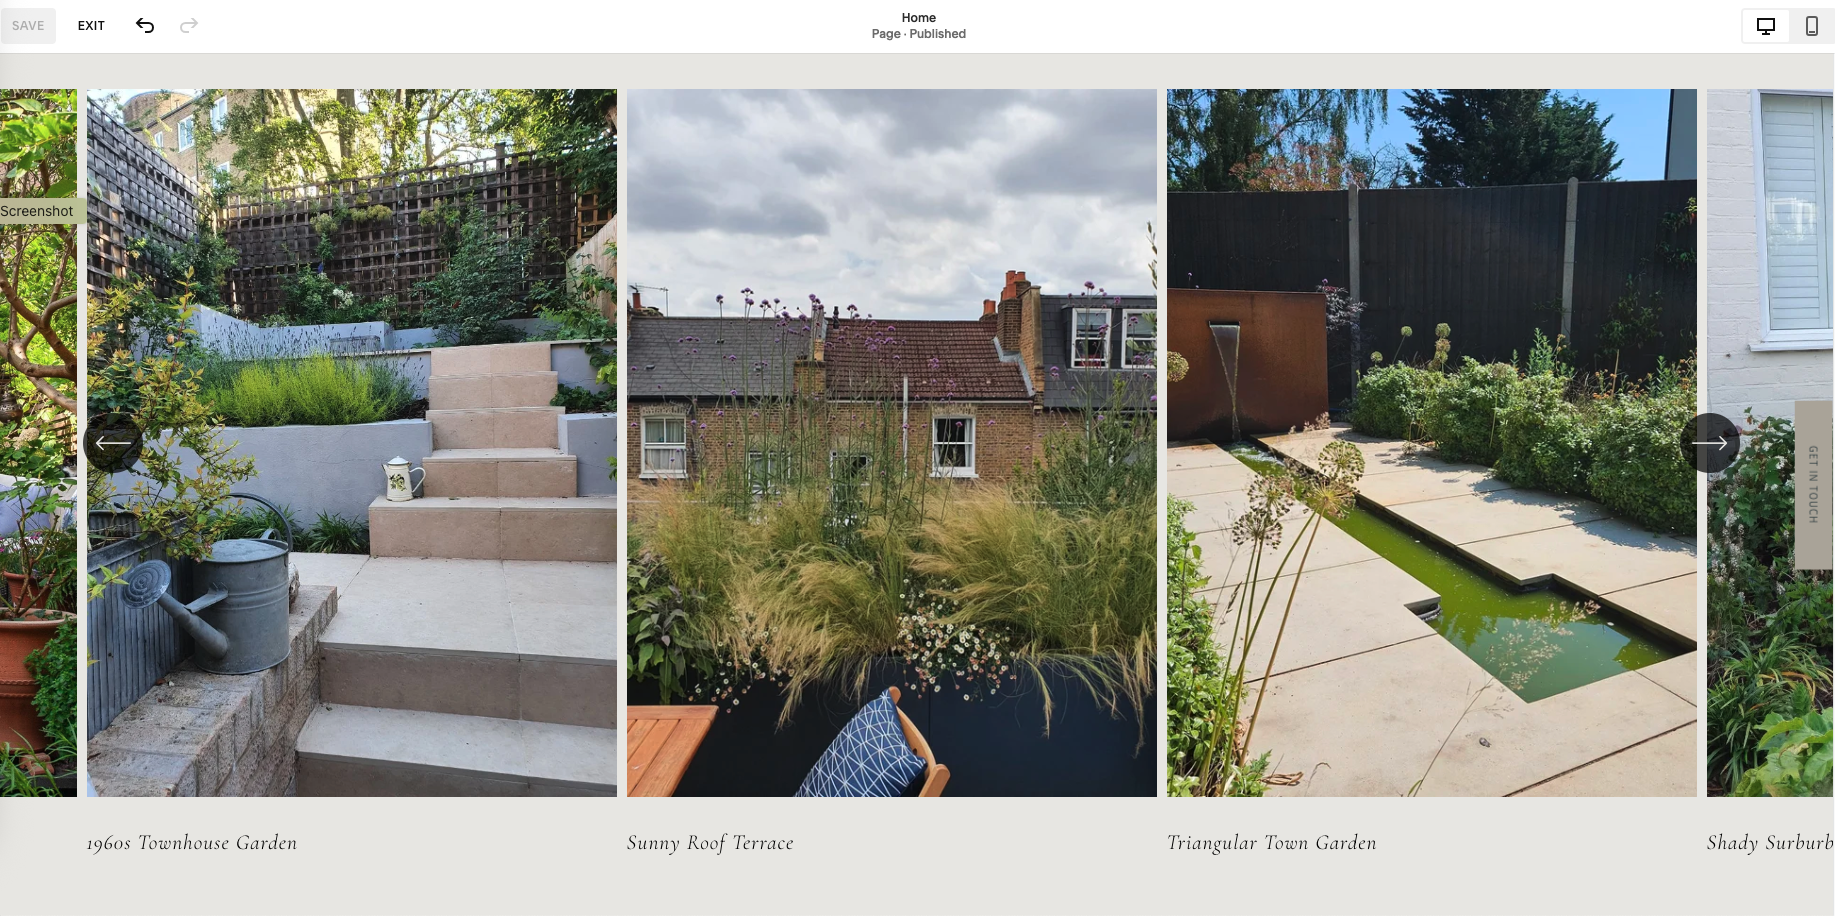 SAVE
EXIT
Home
Page · Published
Screenshot
GET IN TOUCH
1960s Townhouse Garden
Sunny Roof Terrace
Triangular Town Garden
Shady Surburb